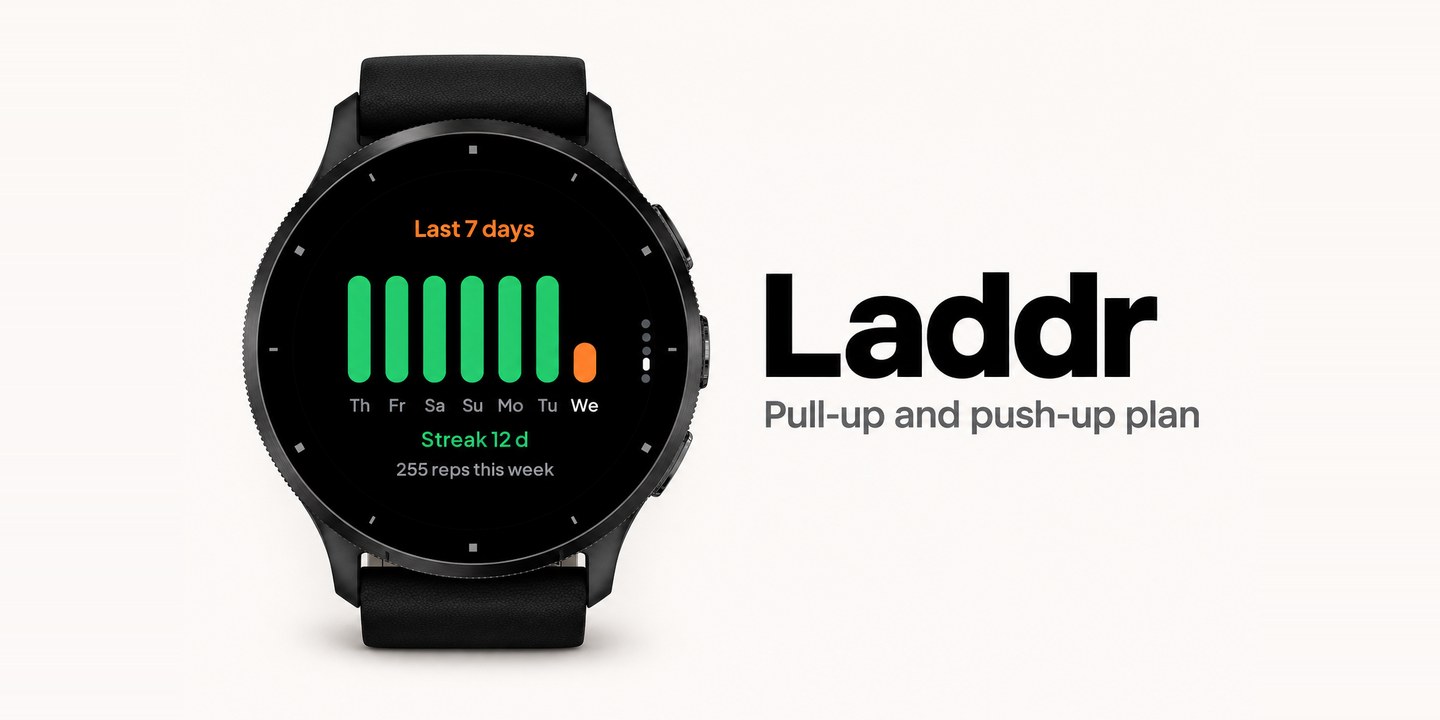 Last 7 days
Th Fr Sa Su Mo Tu We
Streak 12 d
255 reps this week
Laddr
Pull-up and push-up plan